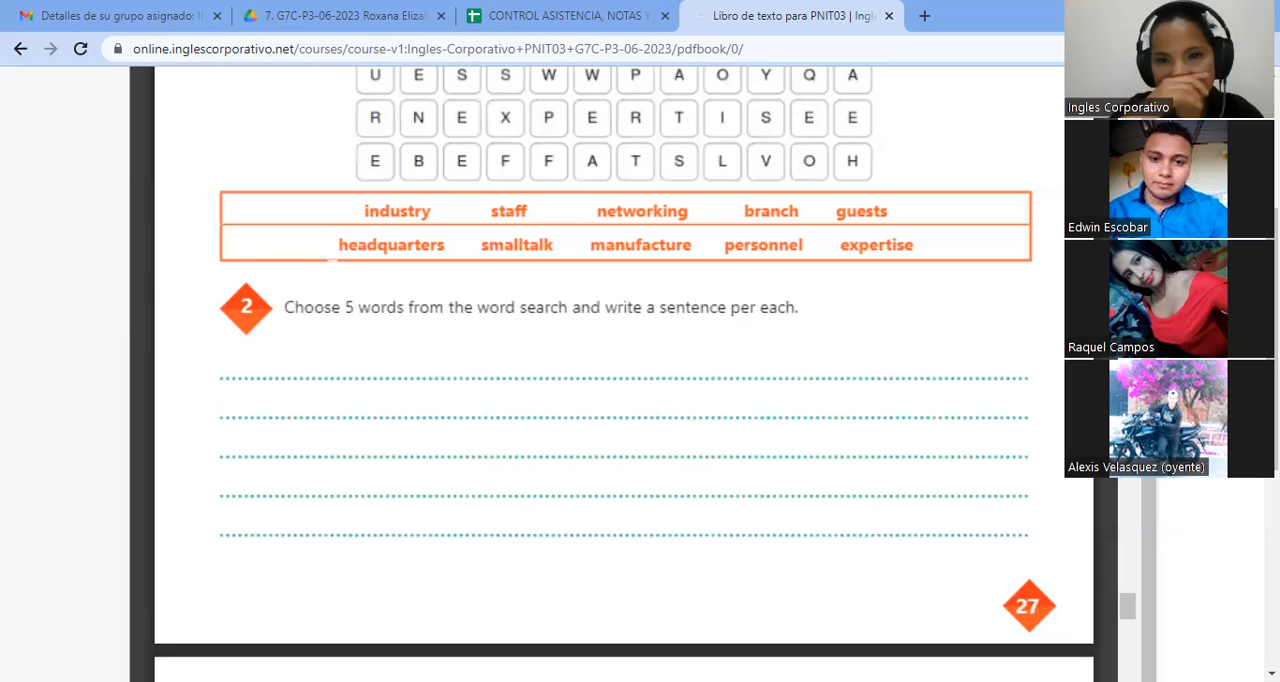 Detalles de su grupo asignado: I
7. G7C-P3-06-2023 Roxana Eliza
CONTROL ASISTENCIA, NOTAS Y
Libro de texto para PNIT03 | Ingl
online.inglescorporativo.net/courses/course-v1:Ingles-Corporativo+PNIT03+G7C-P3-06-2023/pdfbook/0/
U E S S W W P A O Y Q A
R N E X P E R T I S E E
E B E F F A T S L V O H
industry staff networking branch guests
headquarters smalltalk manufacture personnel expertise
2 Choose 5 words from the word search and write a sentence per each.
27
Ingles Corporativo
Edwin Escobar
Raquel Campos
Alexis Velasquez (oyente)